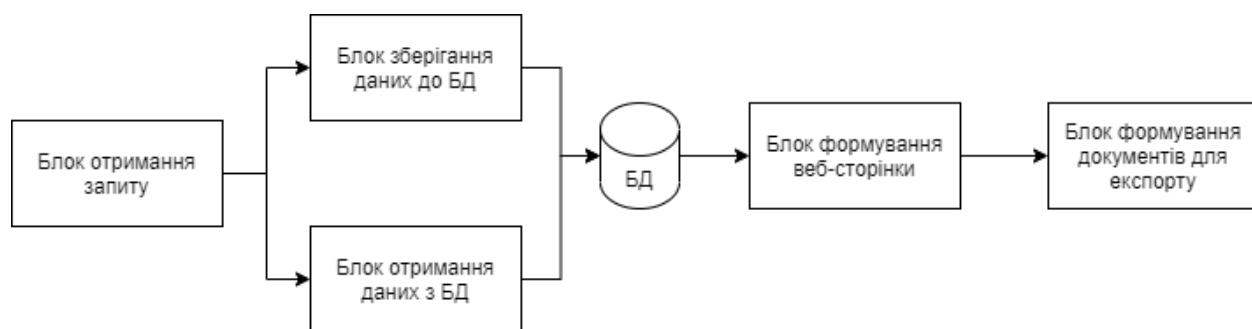 Блок отримання
запиту
Блок зберігання
даних до БД
Блок отримання
даних з БД
БД
Блок формування
веб-сторінки
Блок формування
документів для
експорту